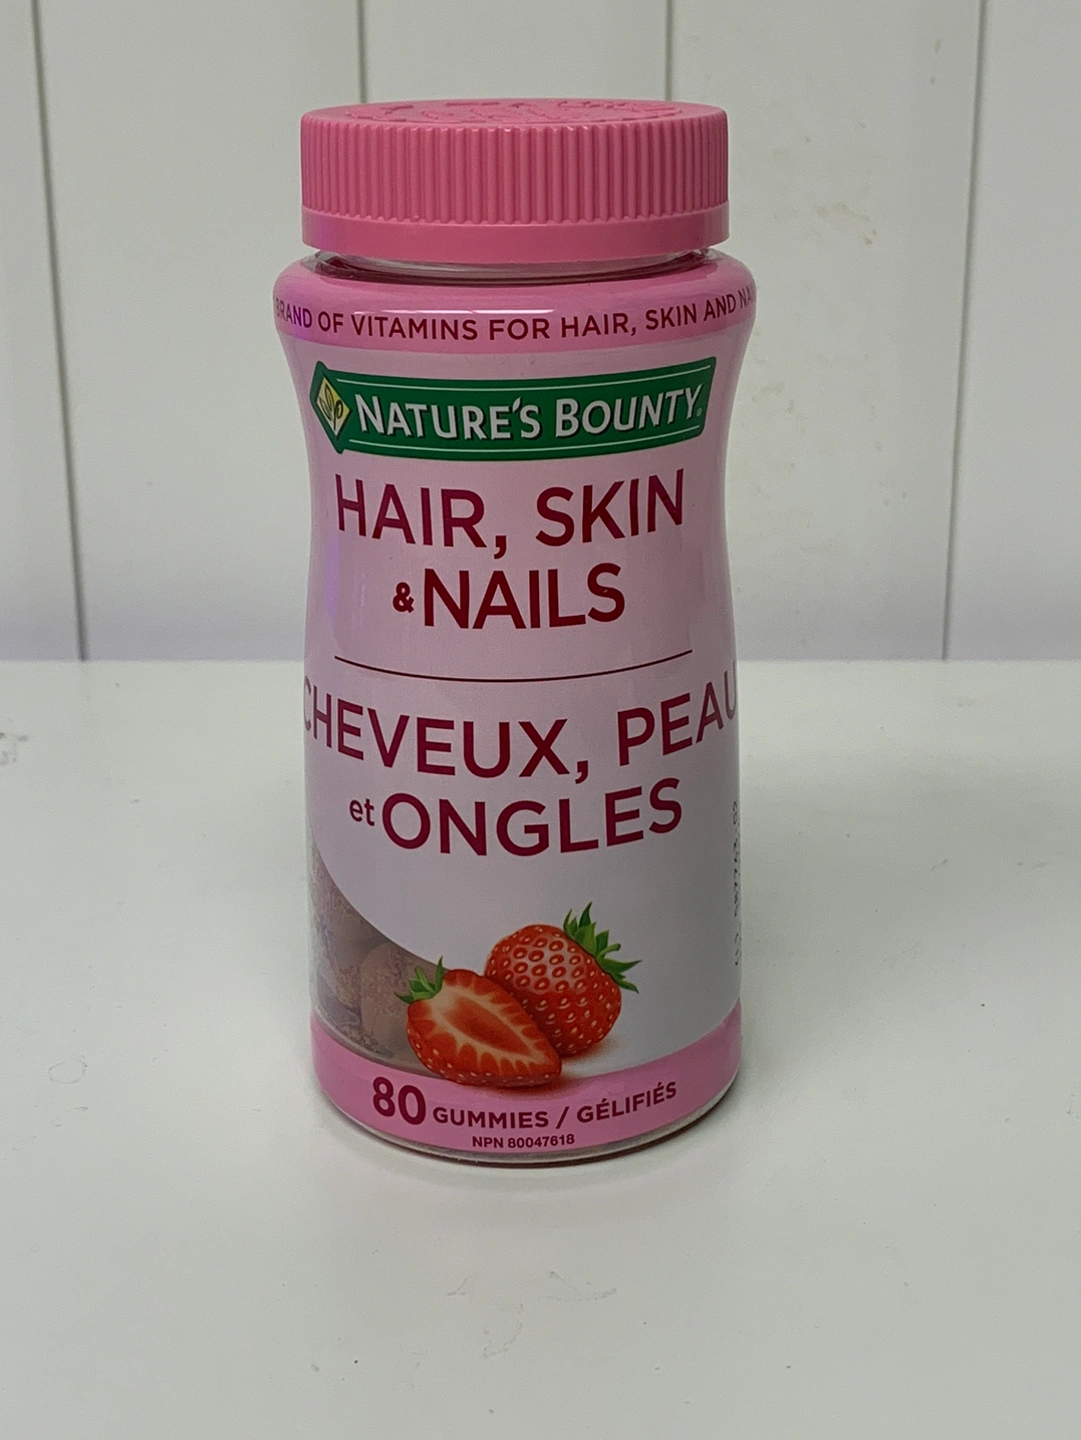 BRAND OF VITAMINS FOR HAIR, SKIN AND
NATURE'S BOUNTY®
HAIR, SKIN
& NAILS
CHEVEUX, PEAU
et ONGLES
80 GUMMIES / GÉLIFIÉS
NPN 80047618